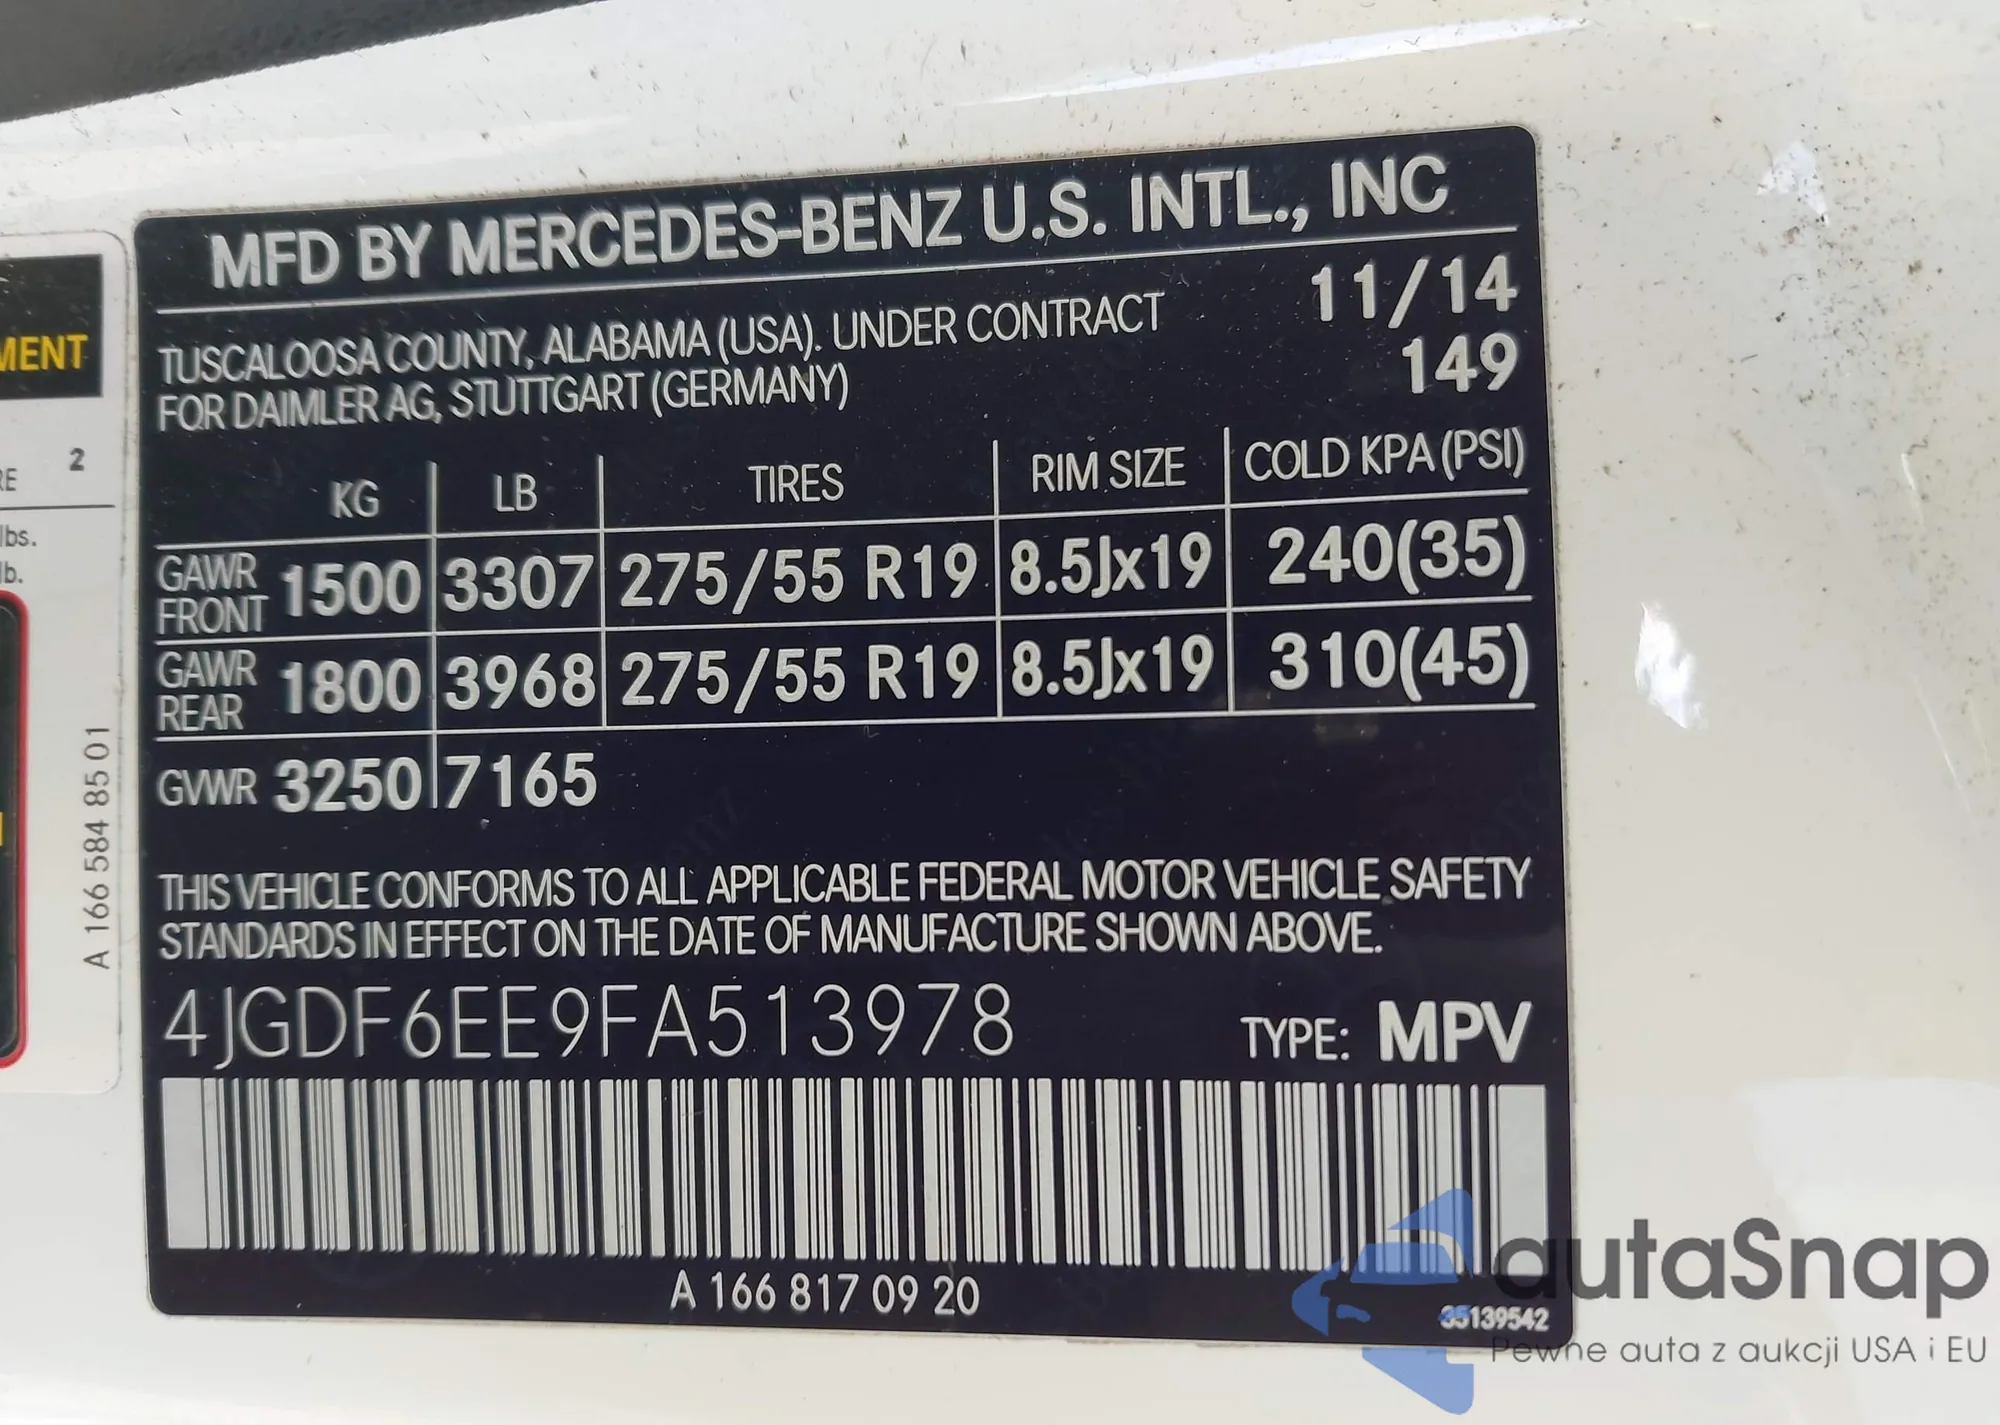 MFD BY MERCEDES-BENZ U.S. INTL., INC
11/14
TUSCALOOSA COUNTY, ALABAMA (USA). UNDER CONTRACT
149
FOR DAIMLER AG, STUTTGART (GERMANY)
KG LB TIRES RIM SIZE COLD KPA (PSI)
GAWR FRONT 1500 3307 275/55 R19 8.5Jx19 240(35)
GAWR REAR 1800 3968 275/55 R19 8.5Jx19 310(45)
GVWR 3250 7165
THIS VEHICLE CONFORMS TO ALL APPLICABLE FEDERAL MOTOR VEHICLE SAFETY
STANDARDS IN EFFECT ON THE DATE OF MANUFACTURE SHOWN ABOVE.
4JGDF6EE9FA513978 TYPE: MPV
A 166 817 09 20
35139542
2
lbs.
lb.
A 166 584 85 01
autaSnap
Pewne auta z aukcji USA i EU